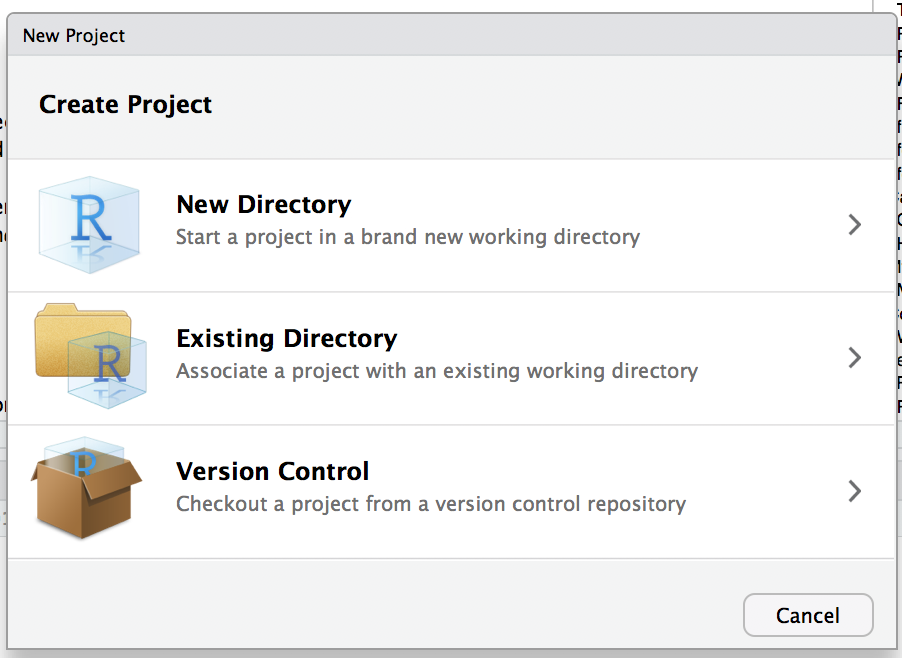 New Project
Create Project
R
New Directory
Start a project in a brand new working directory
R
Existing Directory
Associate a project with an existing working directory
R
Version Control
Checkout a project from a version control repository
Cancel